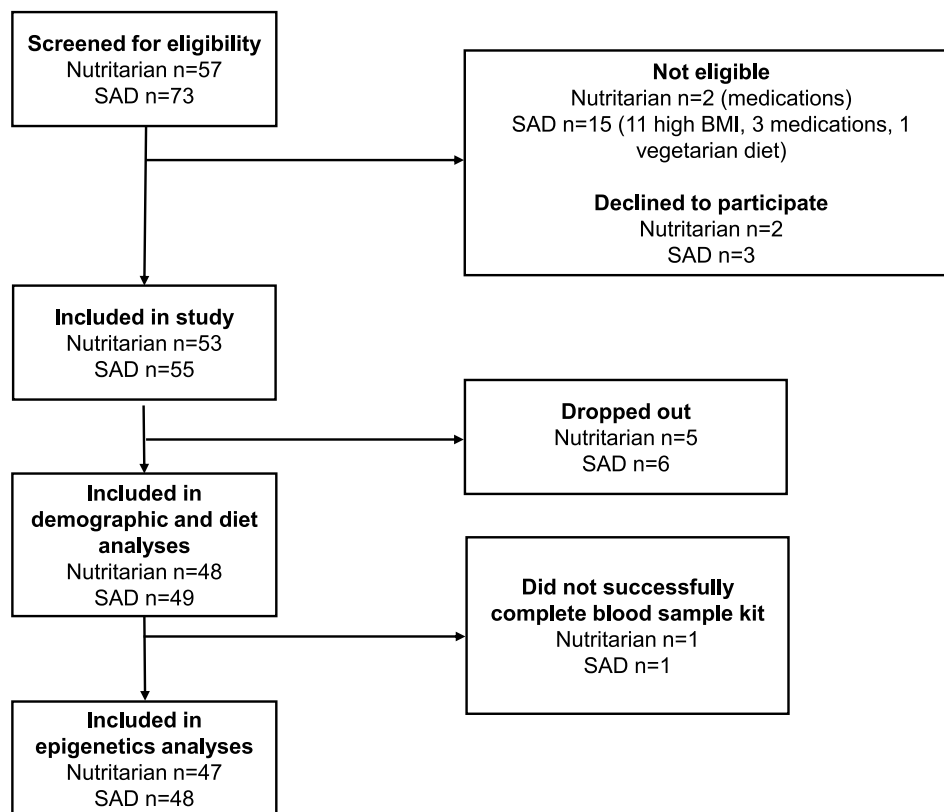 Screened for eligibility
Nutritarian n=57
SAD n=73
Not eligible
Nutritarian n=2 (medications)
SAD n=15 (11 high BMI, 3 medications, 1
vegetarian diet)
Declined to participate
Nutritarian n=2
SAD n=3
Included in study
Nutritarian n=53
SAD n=55
Dropped out
Nutritarian n=5
SAD n=6
Included in
demographic and diet
analyses
Nutritarian n=48
SAD n=49
Did not successfully
complete blood sample kit
Nutritarian n=1
SAD n=1
Included in
epigenetics analyses
Nutritarian n=47
SAD n=48